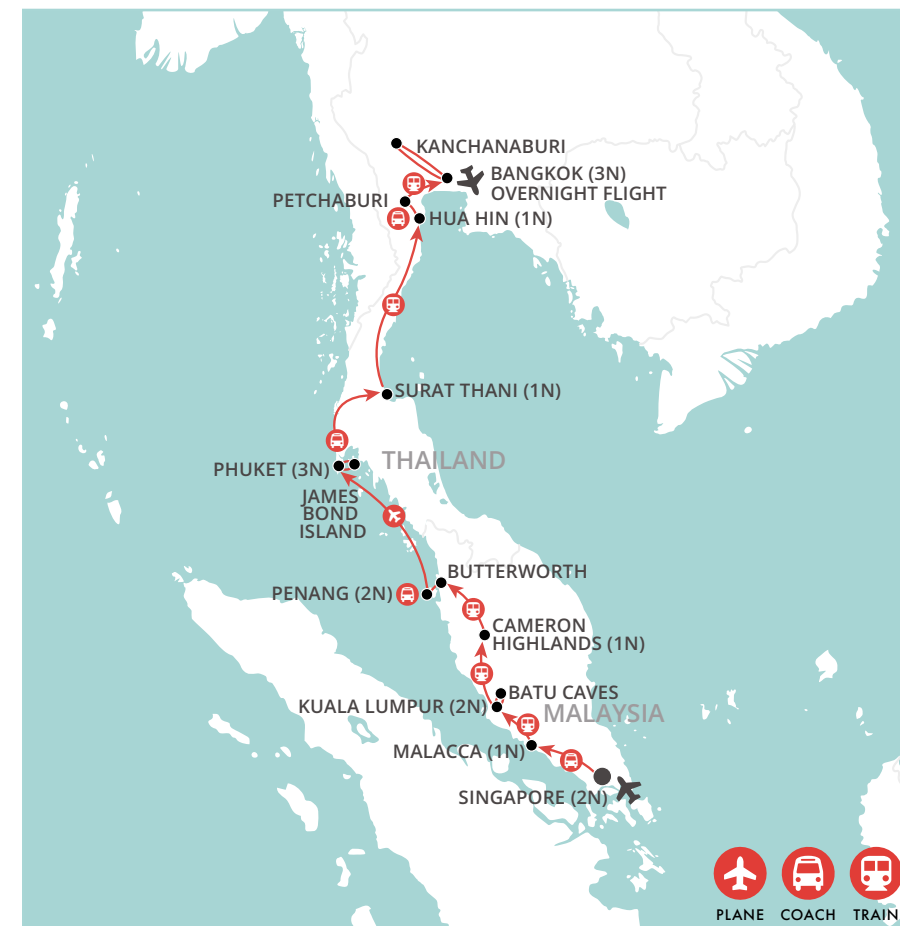 KANCHANABURI
BANGKOK (3N)
OVERNIGHT FLIGHT
PETCHABURI
HUA HIN (1N)
SURAT THANI (1N)
PHUKET (3N)
THAILAND
JAMES
BOND
ISLAND
BUTTERWORTH
PENANG (2N)
CAMERON
HIGHLANDS (1N)
BATU CAVES
KUALA LUMPUR (2N)
MALAYSIA
MALACCA (1N)
SINGAPORE (2N)
PLANE COACH TRAIN